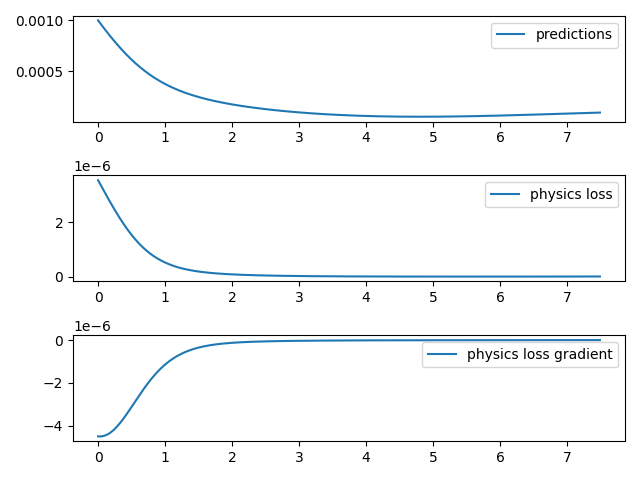 0.0010
0.0005
predictions
0 1 2 3 4 5 6 7
1e−6
2
0
physics loss
0 1 2 3 4 5 6 7
1e−6
0
−2
−4
physics loss gradient
0 1 2 3 4 5 6 7